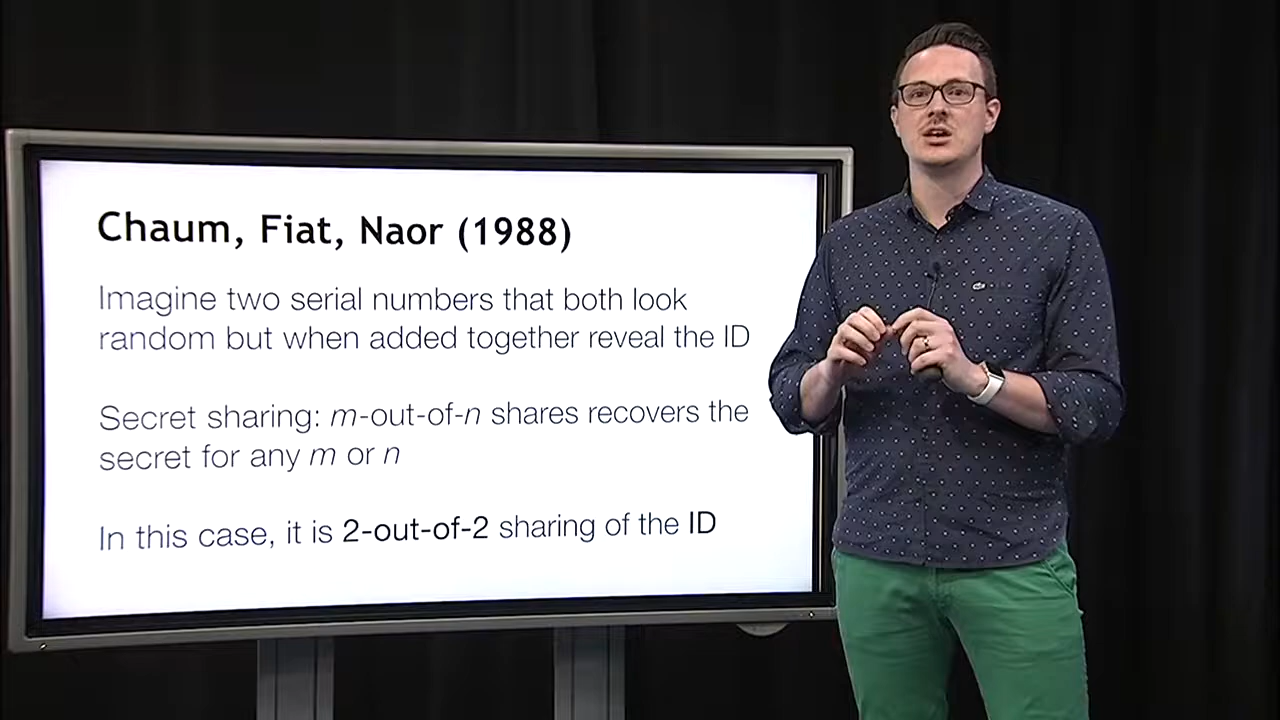 Chaum, Fiat, Naor (1988)
Imagine two serial numbers that both look
random but when added together reveal the ID
Secret sharing: m-out-of-n shares recovers the
secret for any m or n
In this case, it is 2-out-of-2 sharing of the ID